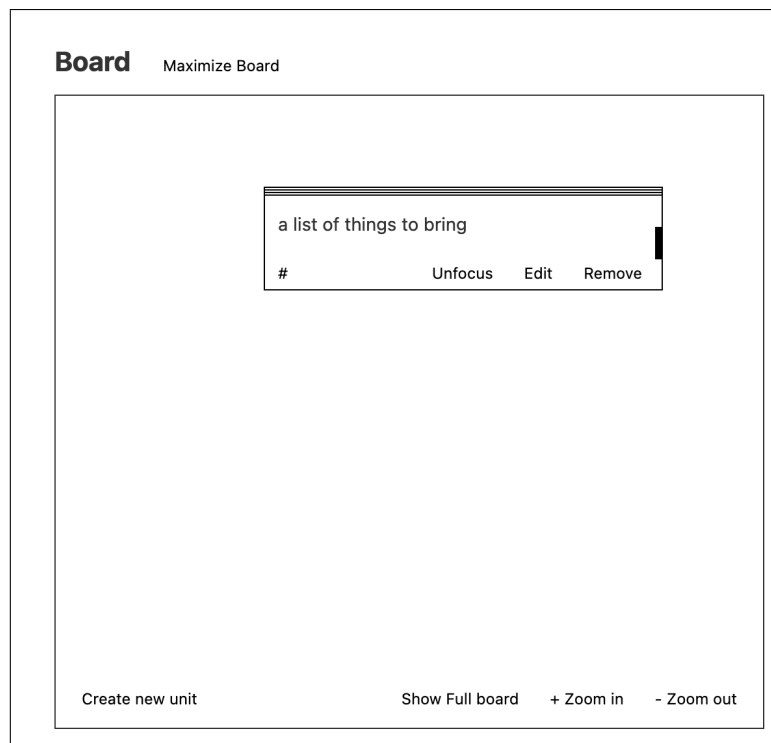 Board Maximize Board
a list of things to bring
# Unfocus Edit Remove
Create new unit Show Full board + Zoom in - Zoom out